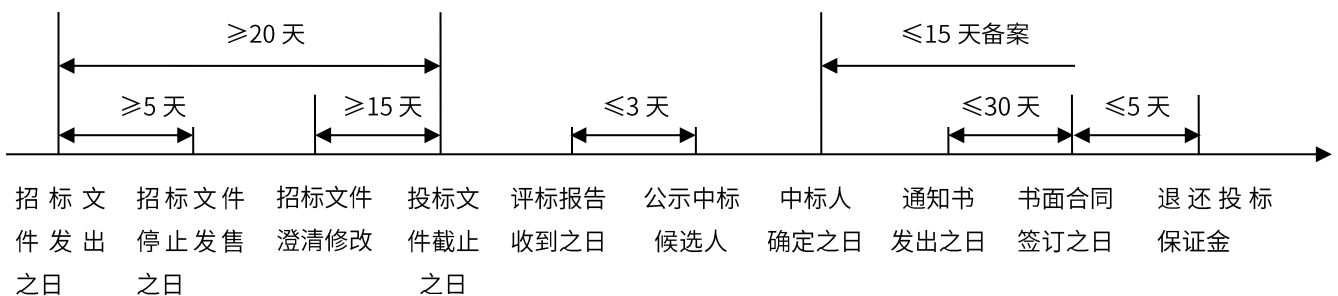 ≥20 天
≤15 天备案
≥5 天
≥15 天
≤3 天
≤30 天
≤5 天
招标文
件发出
之日
招标文件
停止发售
之日
招标文件
澄清修改
投标文
件截止
之日
评标报告
收到之日
公示中标
候选人
中标人
确定之日
通知书
发出之日
书面合同
签订之日
退还投标
保证金